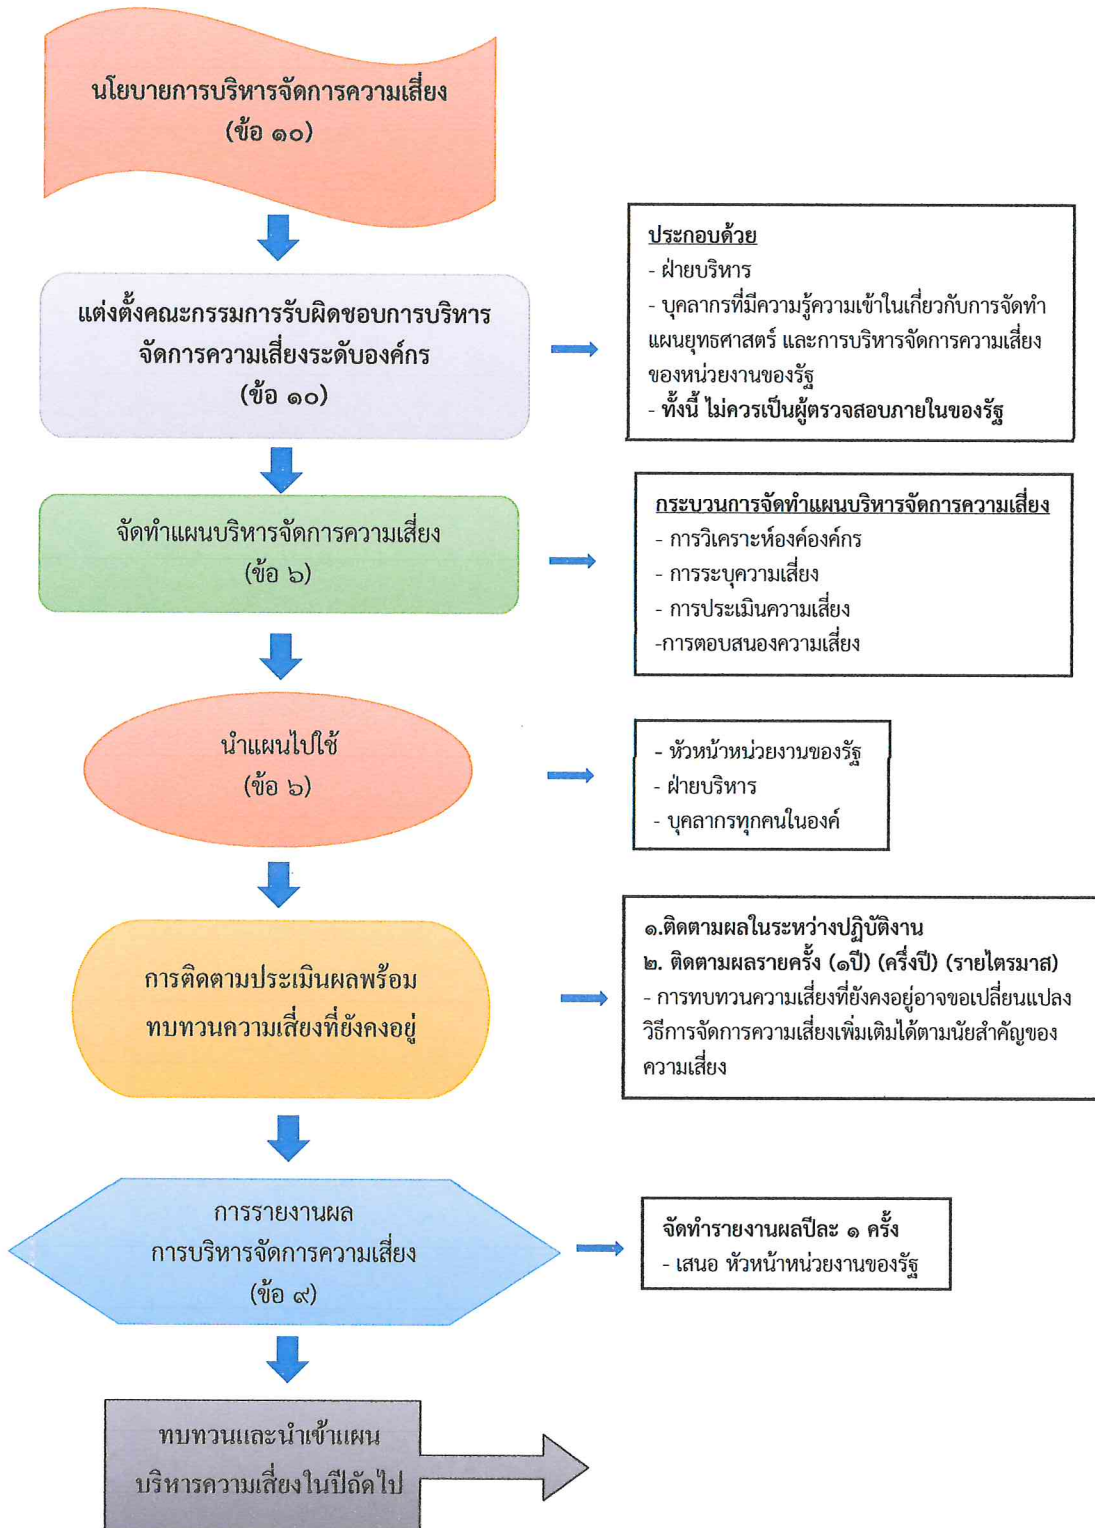 นโยบายการบริหารจัดการความเสี่ยง
(ข้อ ๑๐)
แต่งตั้งคณะกรรมการรับผิดชอบการบริหาร
จัดการความเสี่ยงระดับองค์กร
(ข้อ ๑๐)
ประกอบด้วย
- ฝ่ายบริหาร
- บุคลากรที่มีความรู้ความเข้าในเกี่ยวกับการจัดทำ
แผนยุทธศาสตร์ และการบริหารจัดการความเสี่ยง
ของหน่วยงานของรัฐ
- ทั้งนี้ ไม่ควรเป็นผู้ตรวจสอบภายในของรัฐ
จัดทำแผนบริหารจัดการความเสี่ยง
(ข้อ ๖)
กระบวนการจัดทำแผนบริหารจัดการความเสี่ยง
- การวิเคราะห์องค์องค์กร
- การระบุความเสี่ยง
- การประเมินความเสี่ยง
-การตอบสนองความเสี่ยง
นำแผนไปใช้
(ข้อ ๖)
- หัวหน้าหน่วยงานของรัฐ
- ฝ่ายบริหาร
- บุคลากรทุกคนในองค์
การติดตามประเมินผลพร้อม
ทบทวนความเสี่ยงที่ยังคงอยู่
๑.ติดตามผลในระหว่างปฏิบัติงาน
๒. ติดตามผลรายครั้ง (๑ปี) (ครึ่งปี) (รายไตรมาส)
- การทบทวนความเสี่ยงที่ยังคงอยู่อาจขอเปลี่ยนแปลง
วิธีการจัดการความเสี่ยงเพิ่มเติมได้ตามนัยสำคัญของ
ความเสี่ยง
การรายงานผล
การบริหารจัดการความเสี่ยง
(ข้อ ๙)
จัดทำรายงานผลปีละ ๑ ครั้ง
- เสนอ หัวหน้าหน่วยงานของรัฐ
ทบทวนและนำเข้าแผน
บริหารความเสี่ยงในปีถัดไป